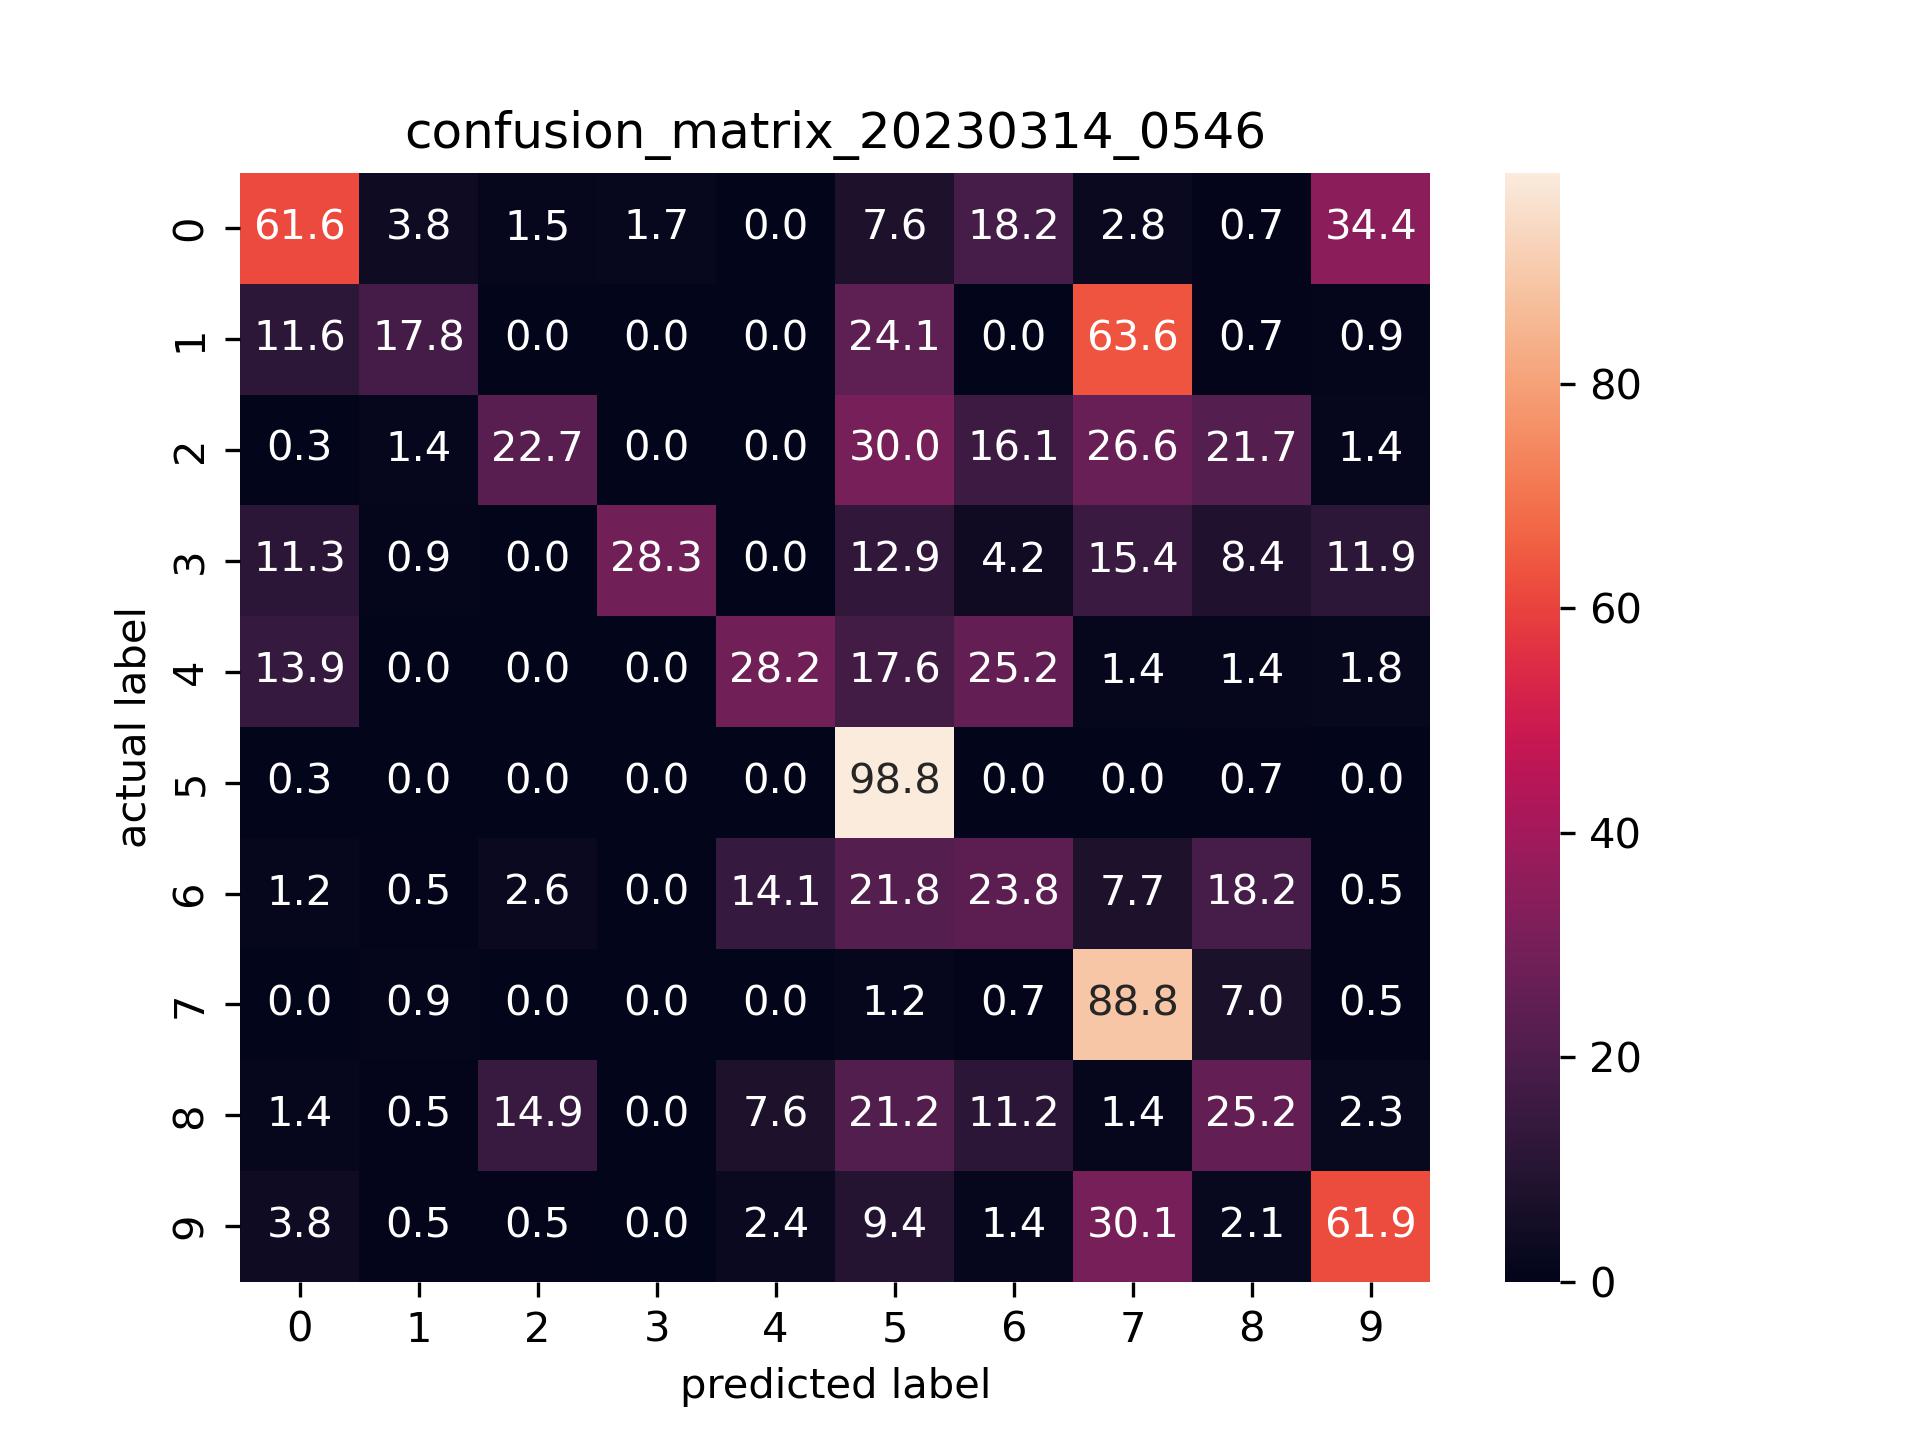 confusion_matrix_20230314_0546
0 61.6 3.8 1.5 1.7 0.0 7.6 18.2 2.8 0.7 34.4
1 11.6 17.8 0.0 0.0 0.0 24.1 0.0 63.6 0.7 0.9
2 0.3 1.4 22.7 0.0 0.0 30.0 16.1 26.6 21.7 1.4
3 11.3 0.9 0.0 28.3 0.0 12.9 4.2 15.4 8.4 11.9
4 13.9 0.0 0.0 0.0 28.2 17.6 25.2 1.4 1.4 1.8
5 0.3 0.0 0.0 0.0 0.0 98.8 0.0 0.0 0.7 0.0
6 1.2 0.5 2.6 0.0 14.1 21.8 23.8 7.7 18.2 0.5
7 0.0 0.9 0.0 0.0 0.0 1.2 0.7 88.8 7.0 0.5
8 1.4 0.5 14.9 0.0 7.6 21.2 11.2 1.4 25.2 2.3
9 3.8 0.5 0.5 0.0 2.4 9.4 1.4 30.1 2.1 61.9
0 1 2 3 4 5 6 7 8 9
predicted label
actual label
80
60
40
20
0